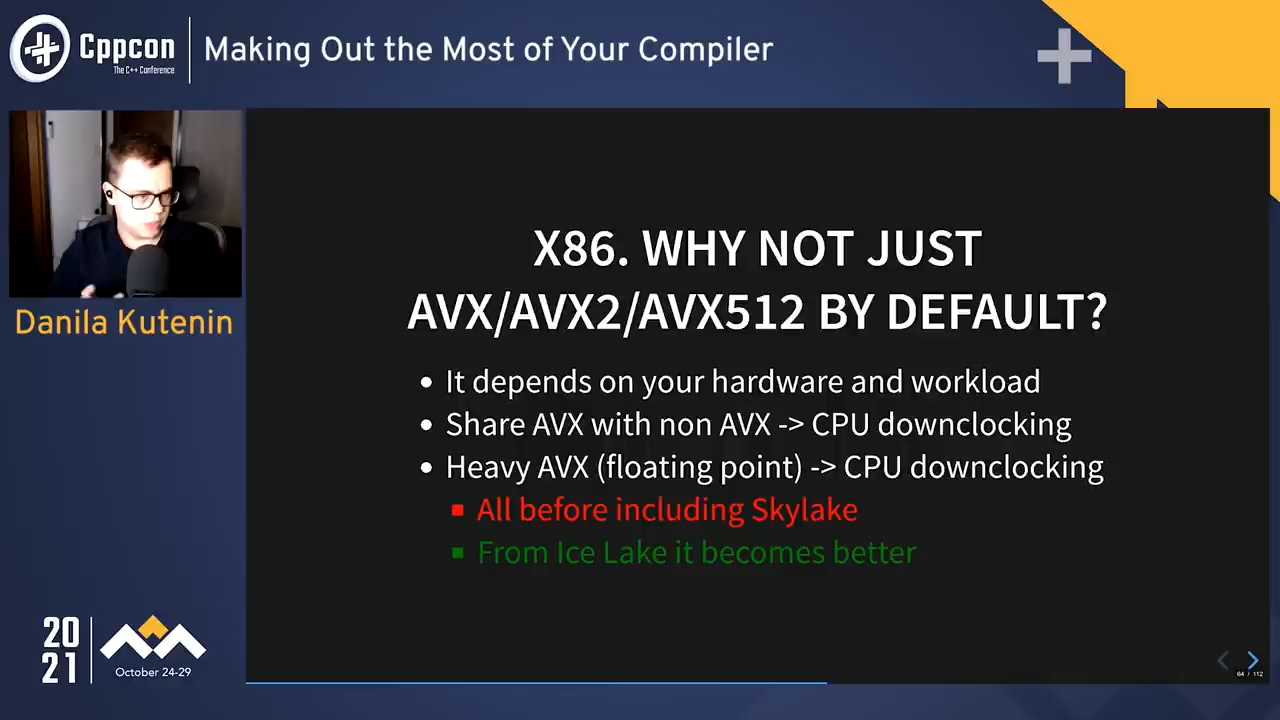 Cppcon
The C++ Conference
Making Out the Most of Your Compiler
Danila Kutenin
X86. WHY NOT JUST
AVX/AVX2/AVX512 BY DEFAULT?
It depends on your hardware and workload
Share AVX with non AVX -> CPU downclocking
Heavy AVX (floating point) -> CPU downclocking
All before including Skylake
From Ice Lake it becomes better
20
21
October 24-29
64 / 112